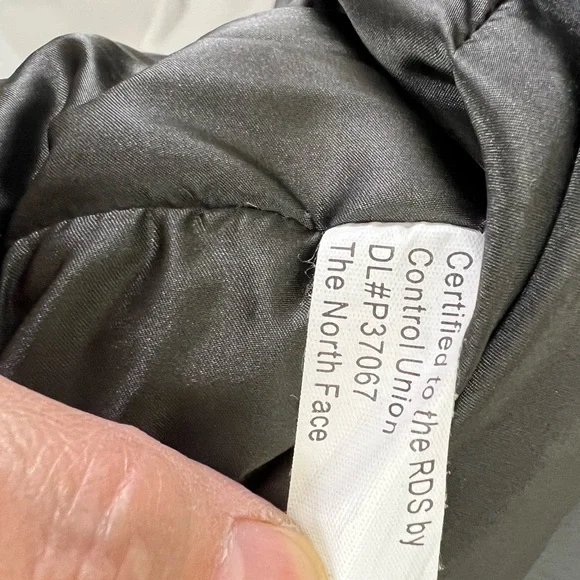 Certified to the RDS by
Control Union
DL#P37067
The North Face